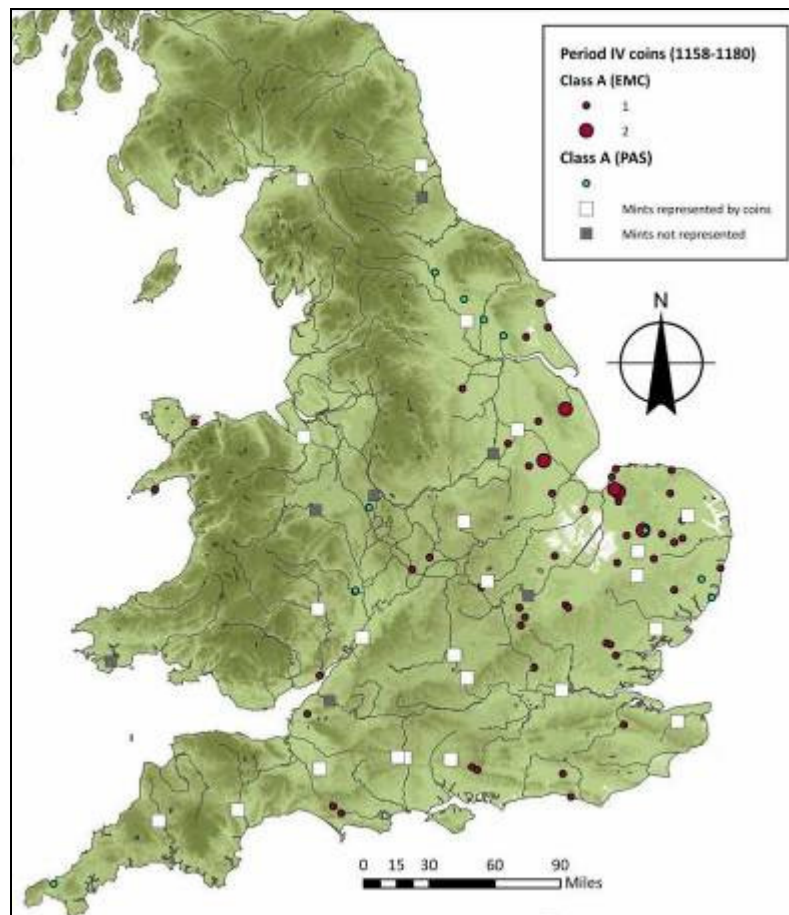 Period IV coins (1158-1180)
Class A (EMC)
1
2
Class A (PAS)
Mints represented by coins
Mints not represented
N
0 15 30 60 90
Miles